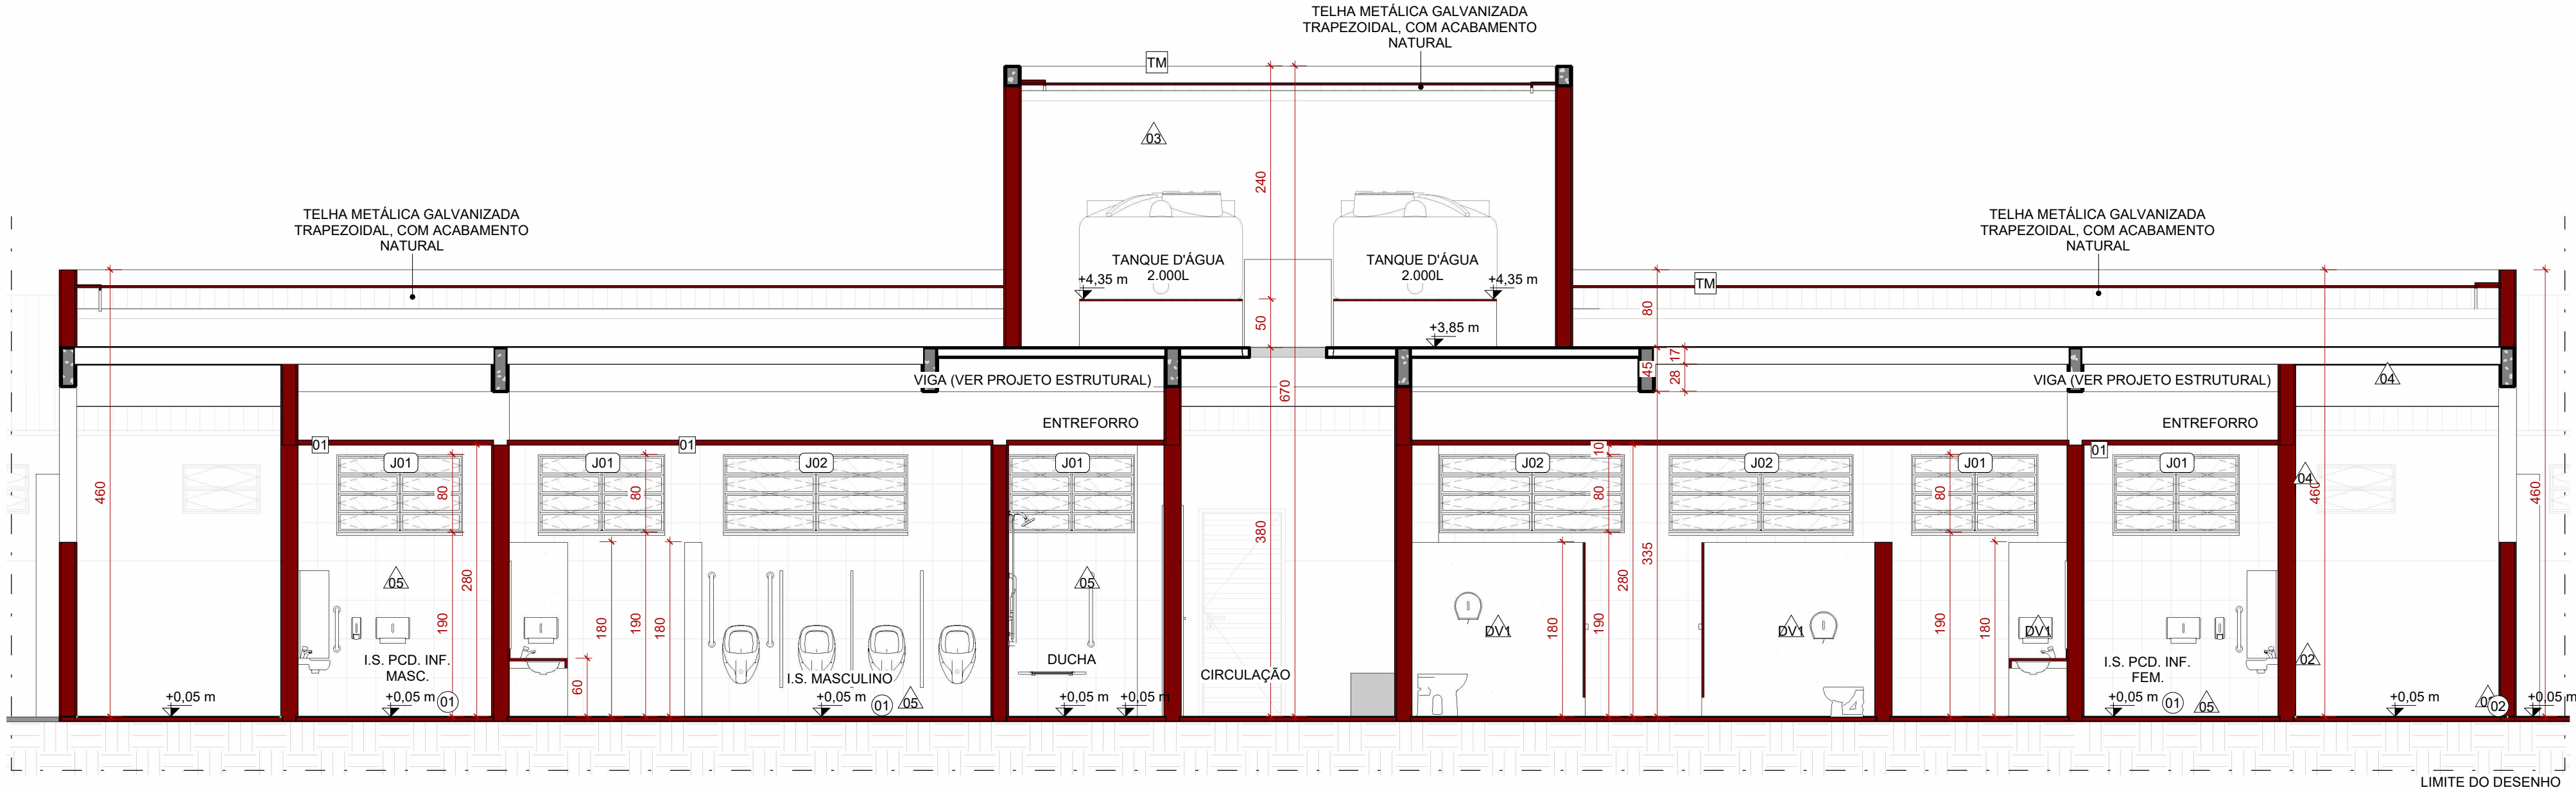 TELHA METÁLICA GALVANIZADA
TRAPEZOIDAL, COM ACABAMENTO
NATURAL
TM
03
240
TELHA METÁLICA GALVANIZADA
TRAPEZOIDAL, COM ACABAMENTO
NATURAL
TELHA METÁLICA GALVANIZADA
TRAPEZOIDAL, COM ACABAMENTO
NATURAL
TANQUE D'ÁGUA
2.000L
+4,35 m
TANQUE D'ÁGUA
2.000L
+4,35 m
TM
50
80
+3,85 m
17
45
28
670
VIGA (VER PROJETO ESTRUTURAL)
VIGA (VER PROJETO ESTRUTURAL)
04
ENTREFORRO
ENTREFORRO
01
01
10
01
J01
J01
J02
J01
J02
J02
J01
J01
04
460
80
80
80
80
460
460
380
335
280
280
05
05
190
180
190
180
180
190
190
180
DV1
DV1
DV1
60
I.S. PCD. INF.
MASC.
I.S. MASCULINO
DUCHA
CIRCULAÇÃO
I.S. PCD. INF.
FEM.
02
+0,05 m
+0,05 m
01
+0,05 m
01
05
+0,05 m
+0,05 m
+0,05 m
01
05
+0,05 m
02
+0,05 m
LIMITE DO DESENHO